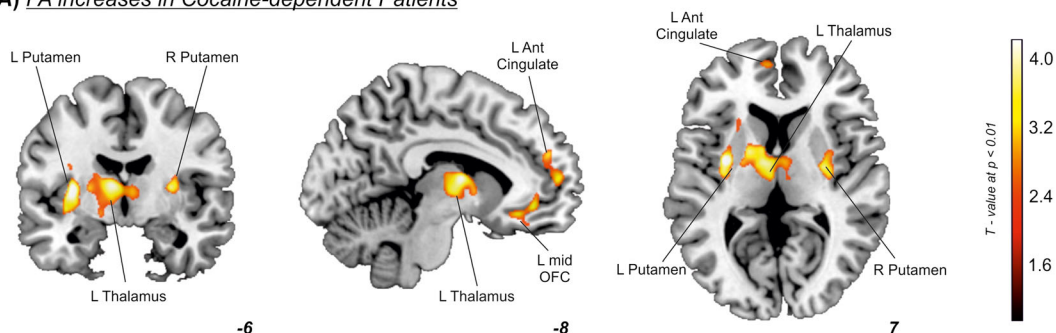 A) FA increases in Cocaine-dependent Patients
L Putamen
R Putamen
L Thalamus
-6
L Ant
Cingulate
L mid
OFC
L Thalamus
-8
L Ant
Cingulate
L Thalamus
L Putamen
R Putamen
7
4.0
3.2
2.4
1.6
T - value at p < 0.01